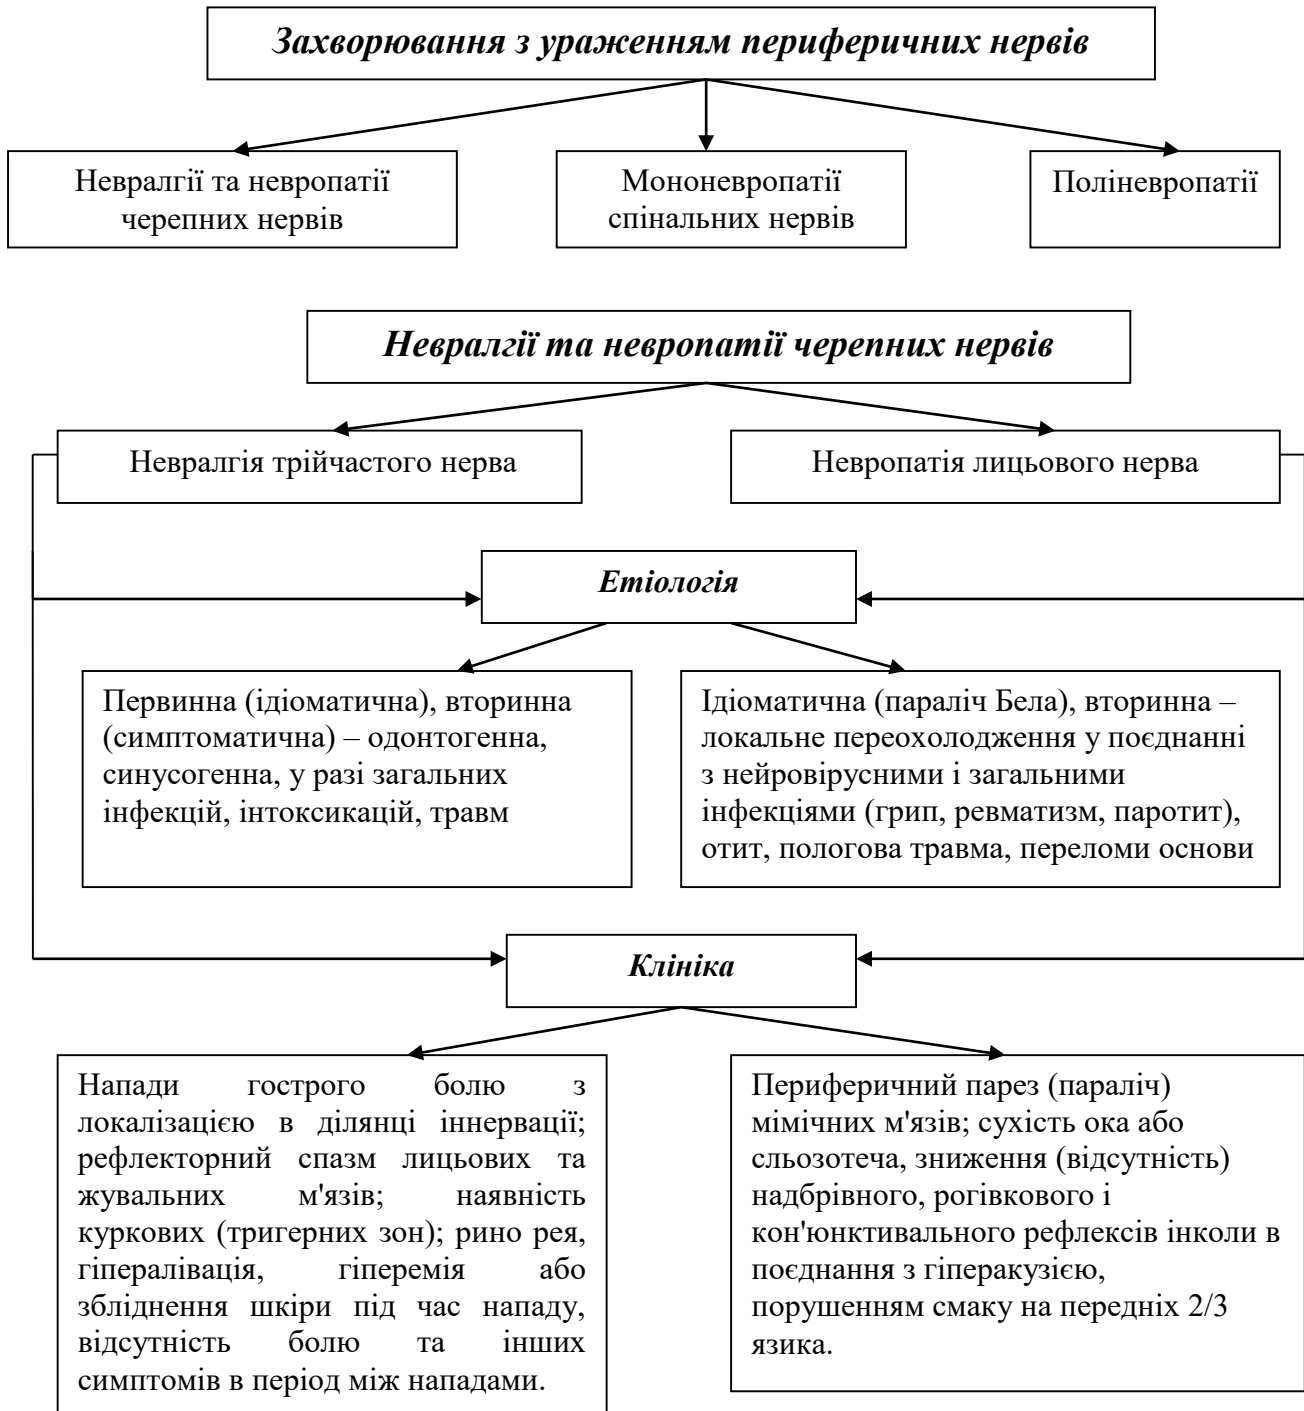 Захворювання з ураженням периферичних нервів
Невралгії та невропатії
черепних нервів
Мононевропатії
спінальних нервів
Поліневропатії
Невралгії та невропатії черепних нервів
Невралгія трійчастого нерва
Невропатія лицьового нерва
Етіологія
Первинна (ідіоматична), вторинна
(симптоматична) – одонтогенна,
синусогенна, у разі загальних
інфекцій, інтоксикацій, травм
Ідіоматична (параліч Бела), вторинна –
локальне переохолодження у поєднанні
з нейровірусними і загальними
інфекціями (грип, ревматизм, паротит),
отит, пологова травма, переломи основи
Клініка
Напади гострого болю з
локалізацією в ділянці іннервації;
рефлекторний спазм лицьових та
жувальних м'язів; наявність
куркових (тригерних зон); рино рея,
гіпералівація, гіперемія або
збліднення шкіри під час нападу,
відсутність болю та інших
симптомів в період між нападами.
Периферичний парез (параліч)
мімічних м'язів; сухість ока або
сльозотеча, зниження (відсутність)
надбрівного, рогівкового і
кон'юнктивального рефлексів інколи в
поєднання з гіперакузією,
порушенням смаку на передніх 2/3
язика.